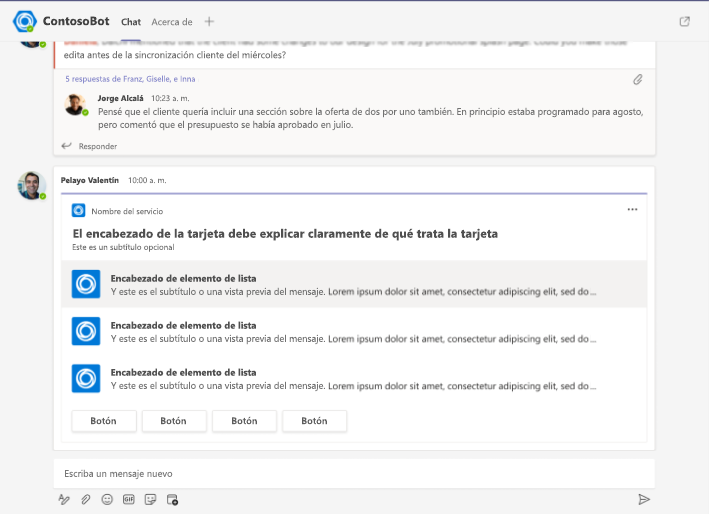 ContosoBot Chat Acerca de
edita antes de la sincronización cliente del miércoles?
5 respuestas de Franz, Giselle, e Inna
Jorge Alcalá 10:23 a. m.
Pensé que el cliente quería incluir una sección sobre la oferta de dos por uno también. En principio estaba programado para agosto,
pero comentó que el presupuesto se había aprobado en julio.
Responder
Pelayo Valentín 10:00 a. m.
Nombre del servicio
El encabezado de la tarjeta debe explicar claramente de qué trata la tarjeta
Este es un subtítulo opcional
Encabezado de elemento de lista
Y este es el subtítulo o una vista previa del mensaje. Lorem ipsum dolor sit amet, consectetur adipiscing elit, sed do...
Encabezado de elemento de lista
Y este es el subtítulo o una vista previa del mensaje. Lorem ipsum dolor sit amet, consectetur adipiscing elit, sed do...
Encabezado de elemento de lista
Y este es el subtítulo o una vista previa del mensaje. Lorem ipsum dolor sit amet, consectetur adipiscing elit, sed do...
Botón Botón Botón Botón
Escriba un mensaje nuevo
GIF